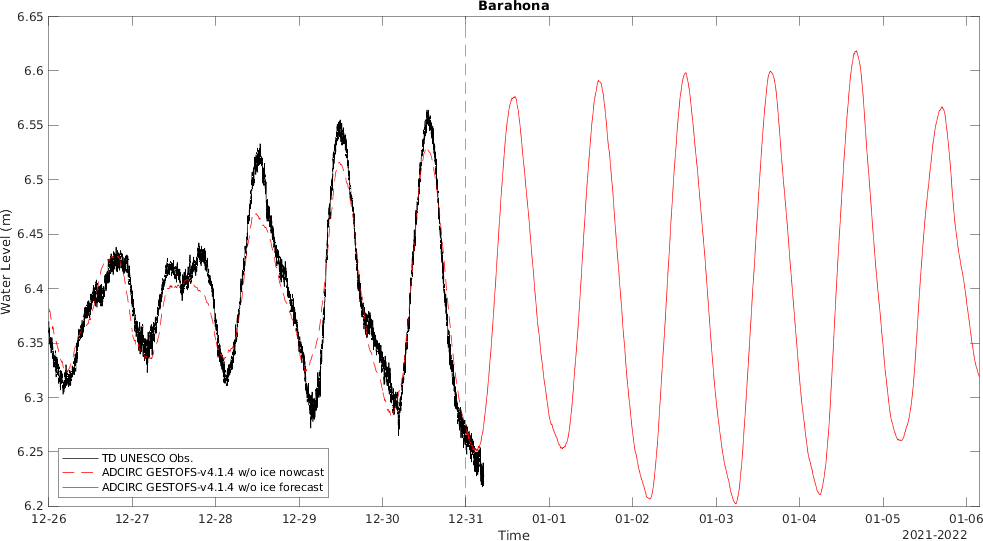 Barahona
6.65
6.6
6.55
6.5
6.45
6.4
6.35
6.3
6.25
6.2
Water Level (m)
TD UNESCO Obs.
ADCIRC GESTOFS-v4.1.4 w/o ice nowcast
ADCIRC GESTOFS-v4.1.4 w/o ice forecast
12-26 12-27 12-28 12-29 12-30 12-31 01-01 01-02 01-03 01-04 01-05 01-06
Time
2021-2022